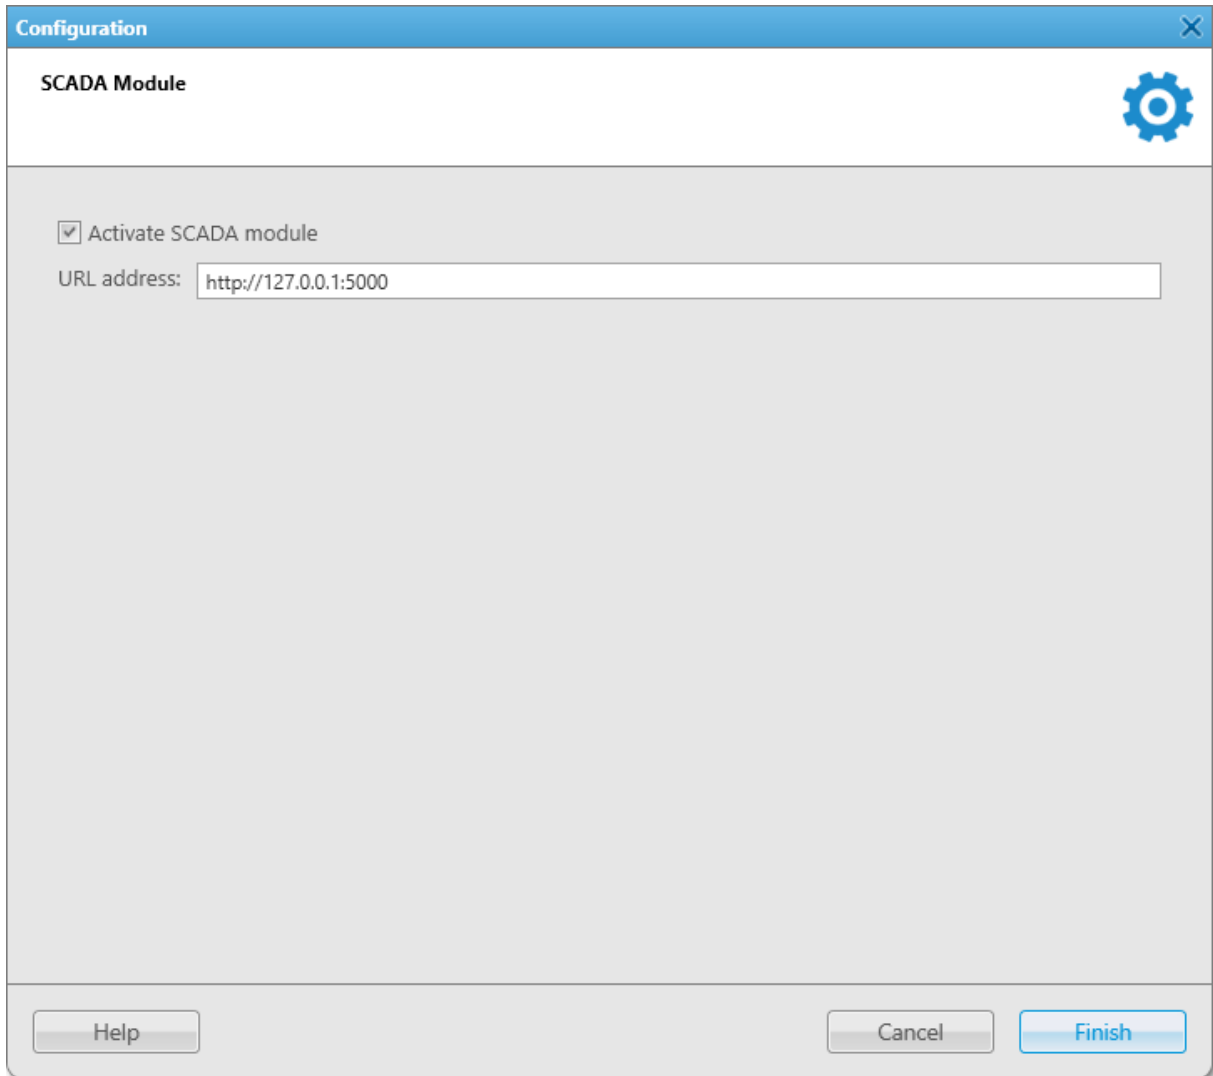 Configuration
SCADA Module
Activate SCADA module
URL address: http://127.0.0.1:5000
Help Cancel Finish